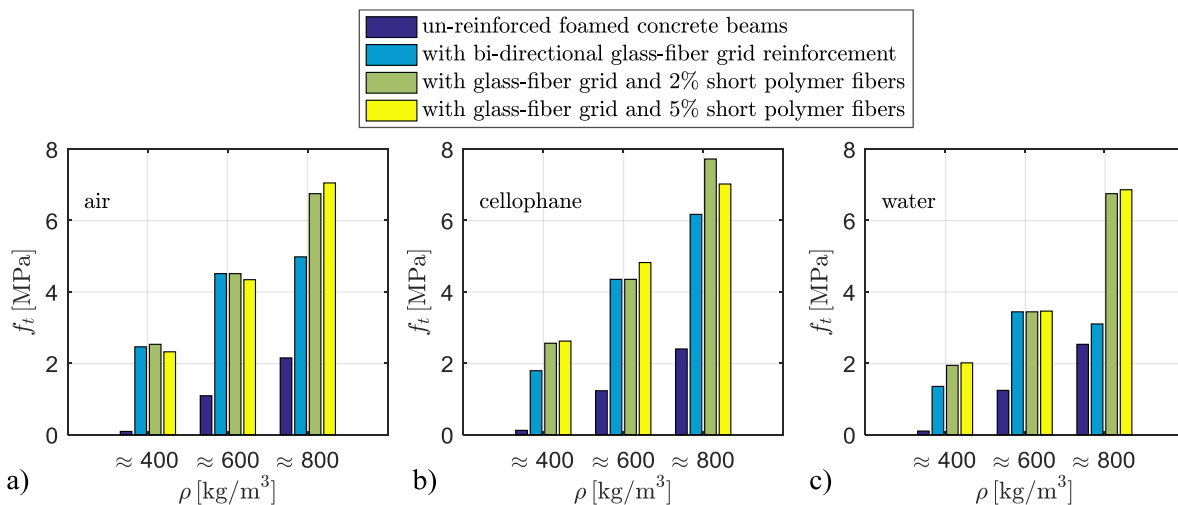 un-reinforced foamed concrete beams
with bi-directional glass-fiber grid reinforcement
with glass-fiber grid and 2% short polymer fibers
with glass-fiber grid and 5% short polymer fibers
8
6
4
2
0
f_t [MPa]
air
≈ 400 ≈ 600 ≈ 800
ρ [kg/m³]
a)
8
6
4
2
0
f_t [MPa]
cellophane
≈ 400 ≈ 600 ≈ 800
ρ [kg/m³]
b)
8
6
4
2
0
f_t [MPa]
water
≈ 400 ≈ 600 ≈ 800
ρ [kg/m³]
c)